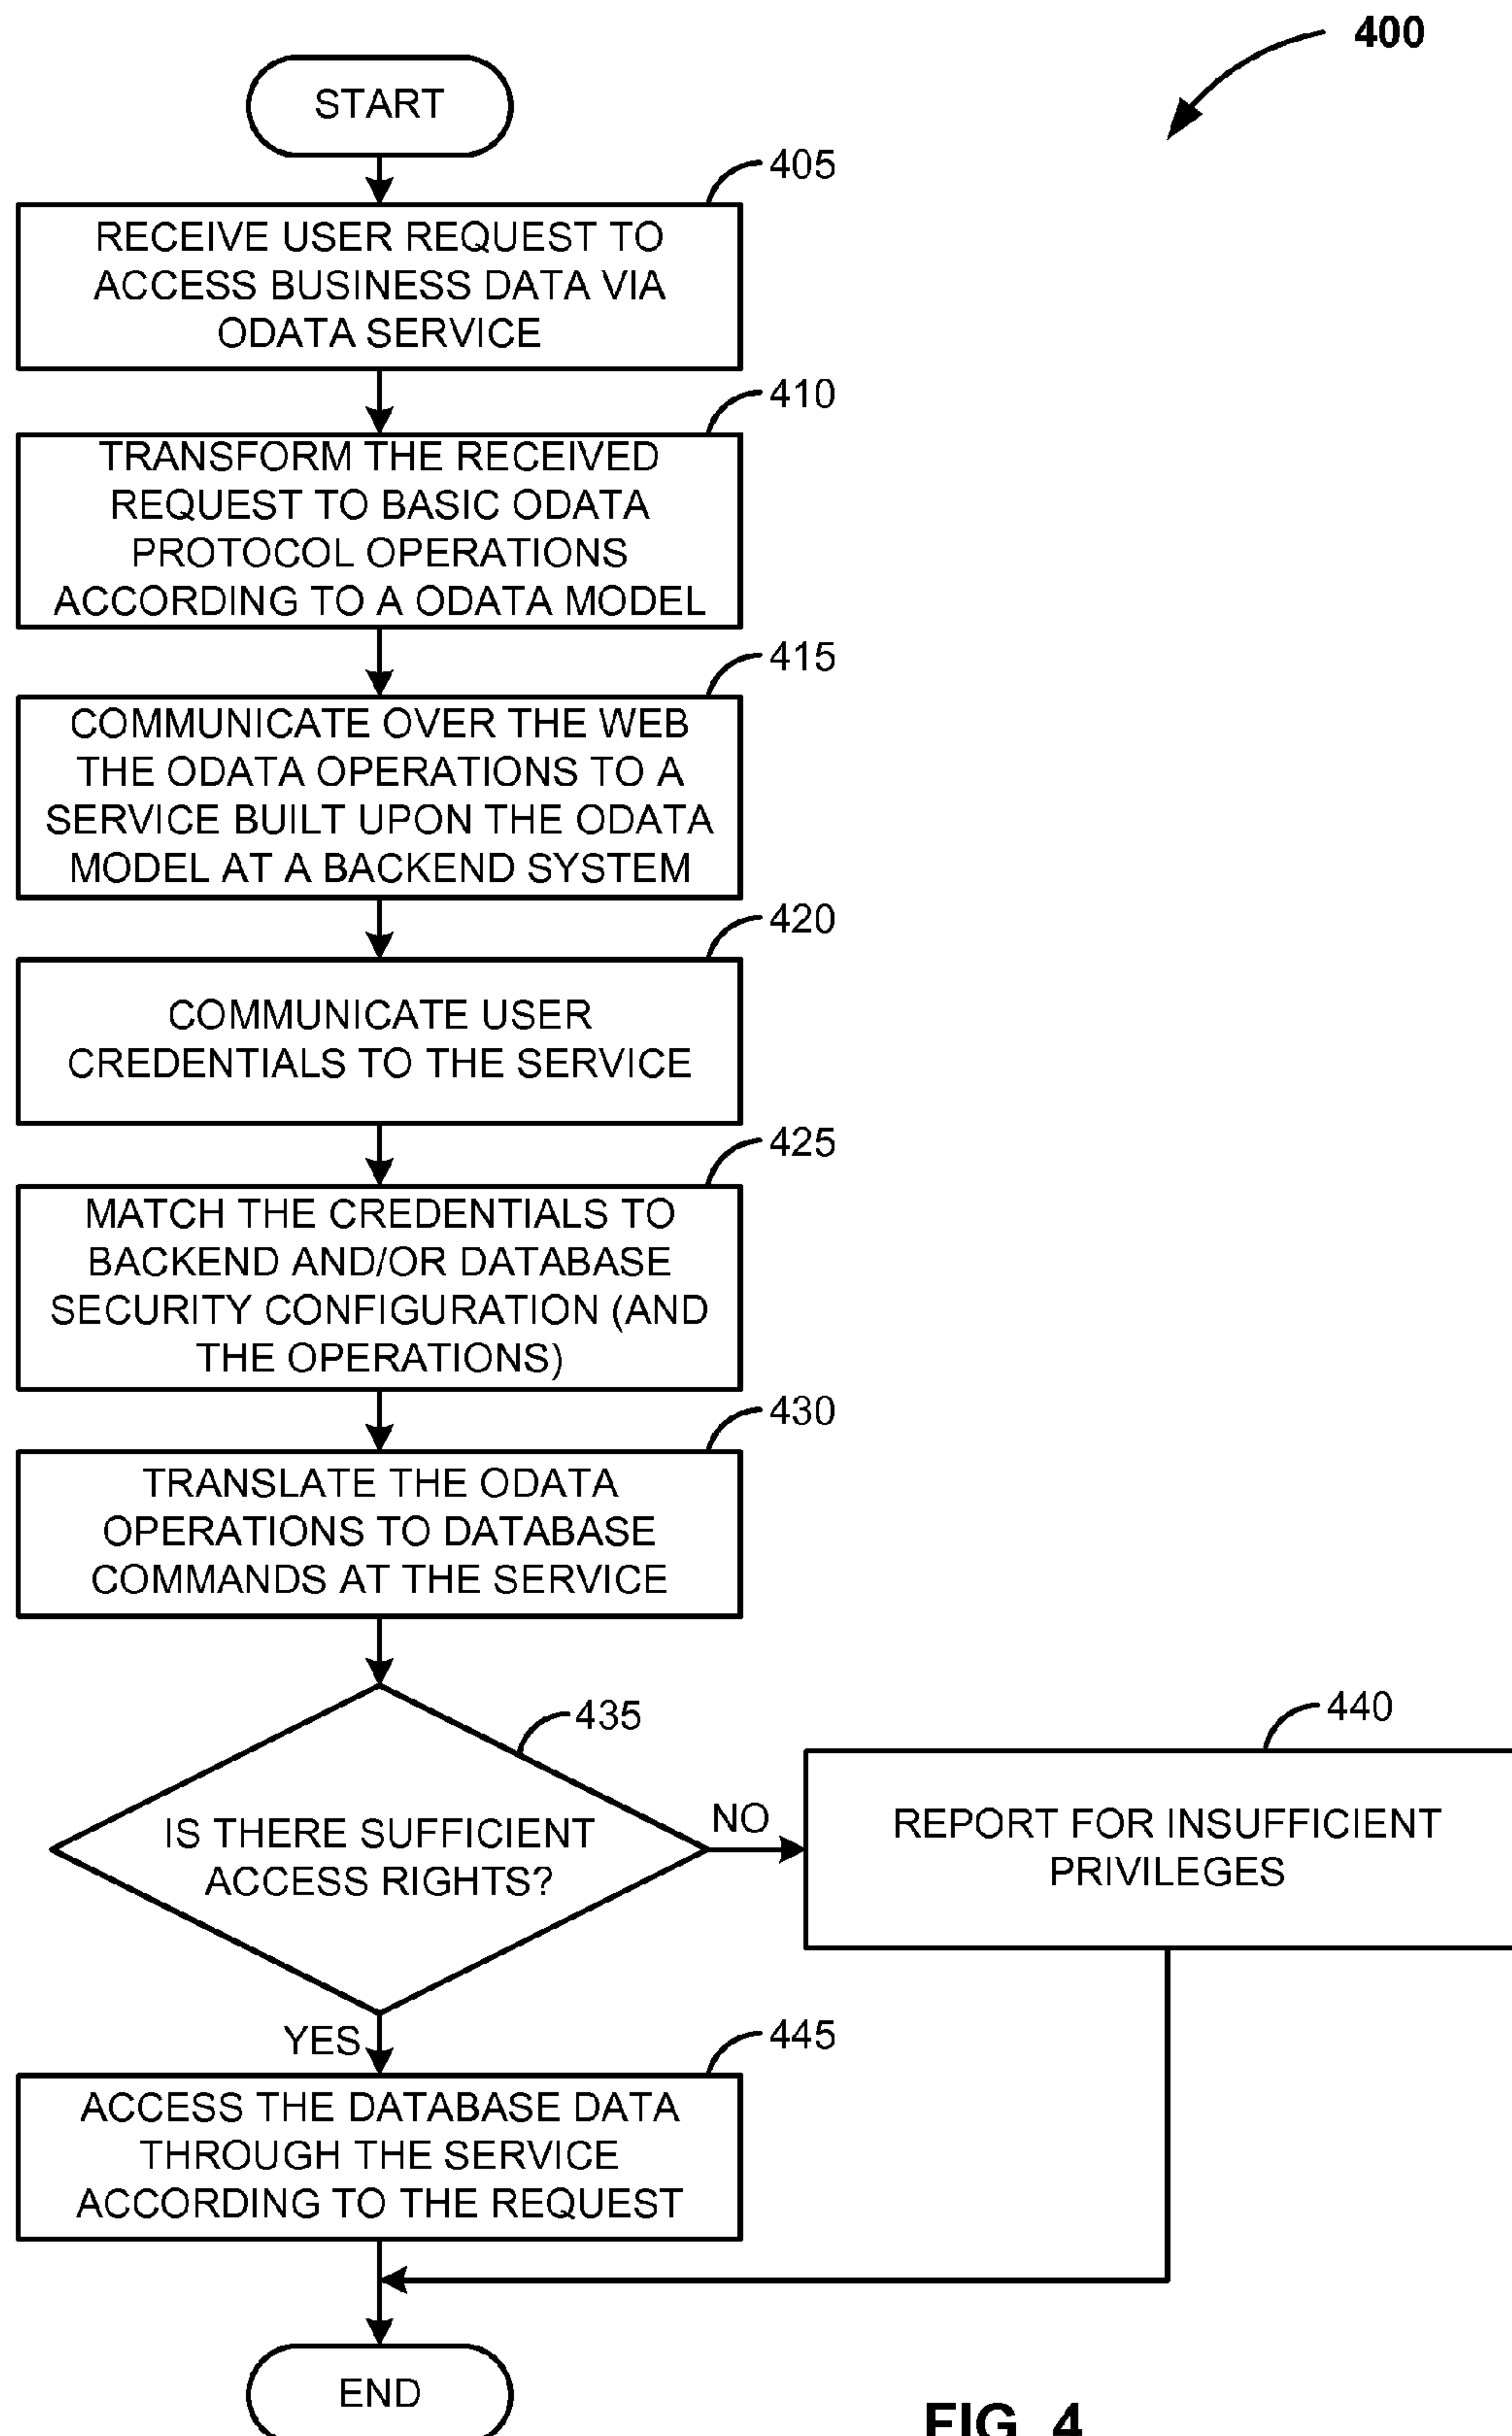 400
START
405
RECEIVE USER REQUEST TO
ACCESS BUSINESS DATA VIA
ODATA SERVICE
410
TRANSFORM THE RECEIVED
REQUEST TO BASIC ODATA
PROTOCOL OPERATIONS
ACCORDING TO A ODATA MODEL
415
COMMUNICATE OVER THE WEB
THE ODATA OPERATIONS TO A
SERVICE BUILT UPON THE ODATA
MODEL AT A BACKEND SYSTEM
420
COMMUNICATE USER
CREDENTIALS TO THE SERVICE
425
MATCH THE CREDENTIALS TO
BACKEND AND/OR DATABASE
SECURITY CONFIGURATION (AND
THE OPERATIONS)
430
TRANSLATE THE ODATA
OPERATIONS TO DATABASE
COMMANDS AT THE SERVICE
435
IS THERE SUFFICIENT
ACCESS RIGHTS?
NO
440
REPORT FOR INSUFFICIENT
PRIVILEGES
YES
445
ACCESS THE DATABASE DATA
THROUGH THE SERVICE
ACCORDING TO THE REQUEST
END
FIG. 4